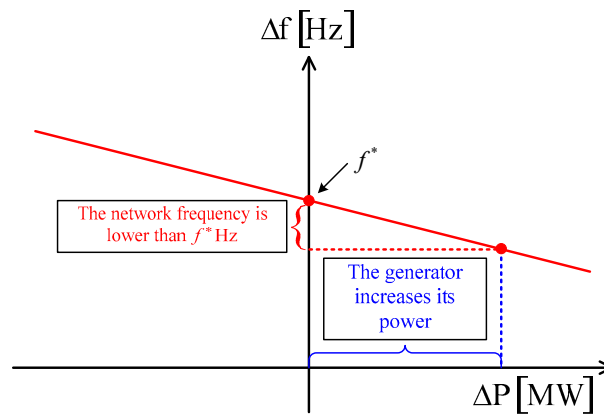 Δf [Hz]
f*
The network frequency is
lower than f* Hz
The generator
increases its
power
ΔP [MW]